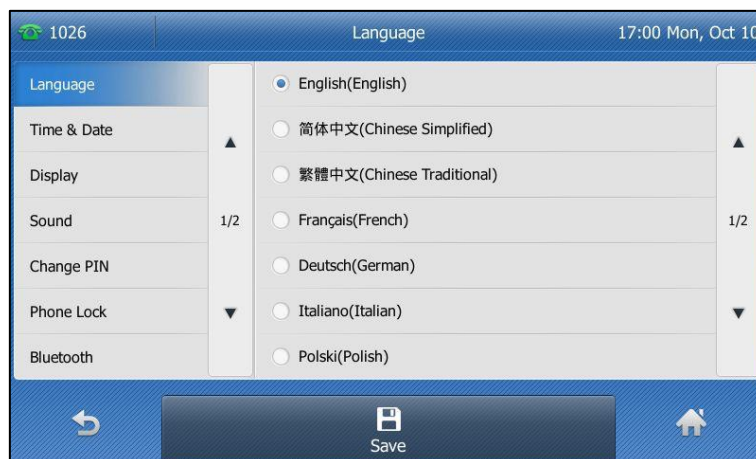 1026
Language
17:00 Mon, Oct 10
Language
Time & Date
Display
Sound
Change PIN
Phone Lock
Bluetooth
1/2
English(English)
简体中文(Chinese Simplified)
繁體中文(Chinese Traditional)
Français(French)
Deutsch(German)
Italiano(Italian)
Polski(Polish)
1/2
Save